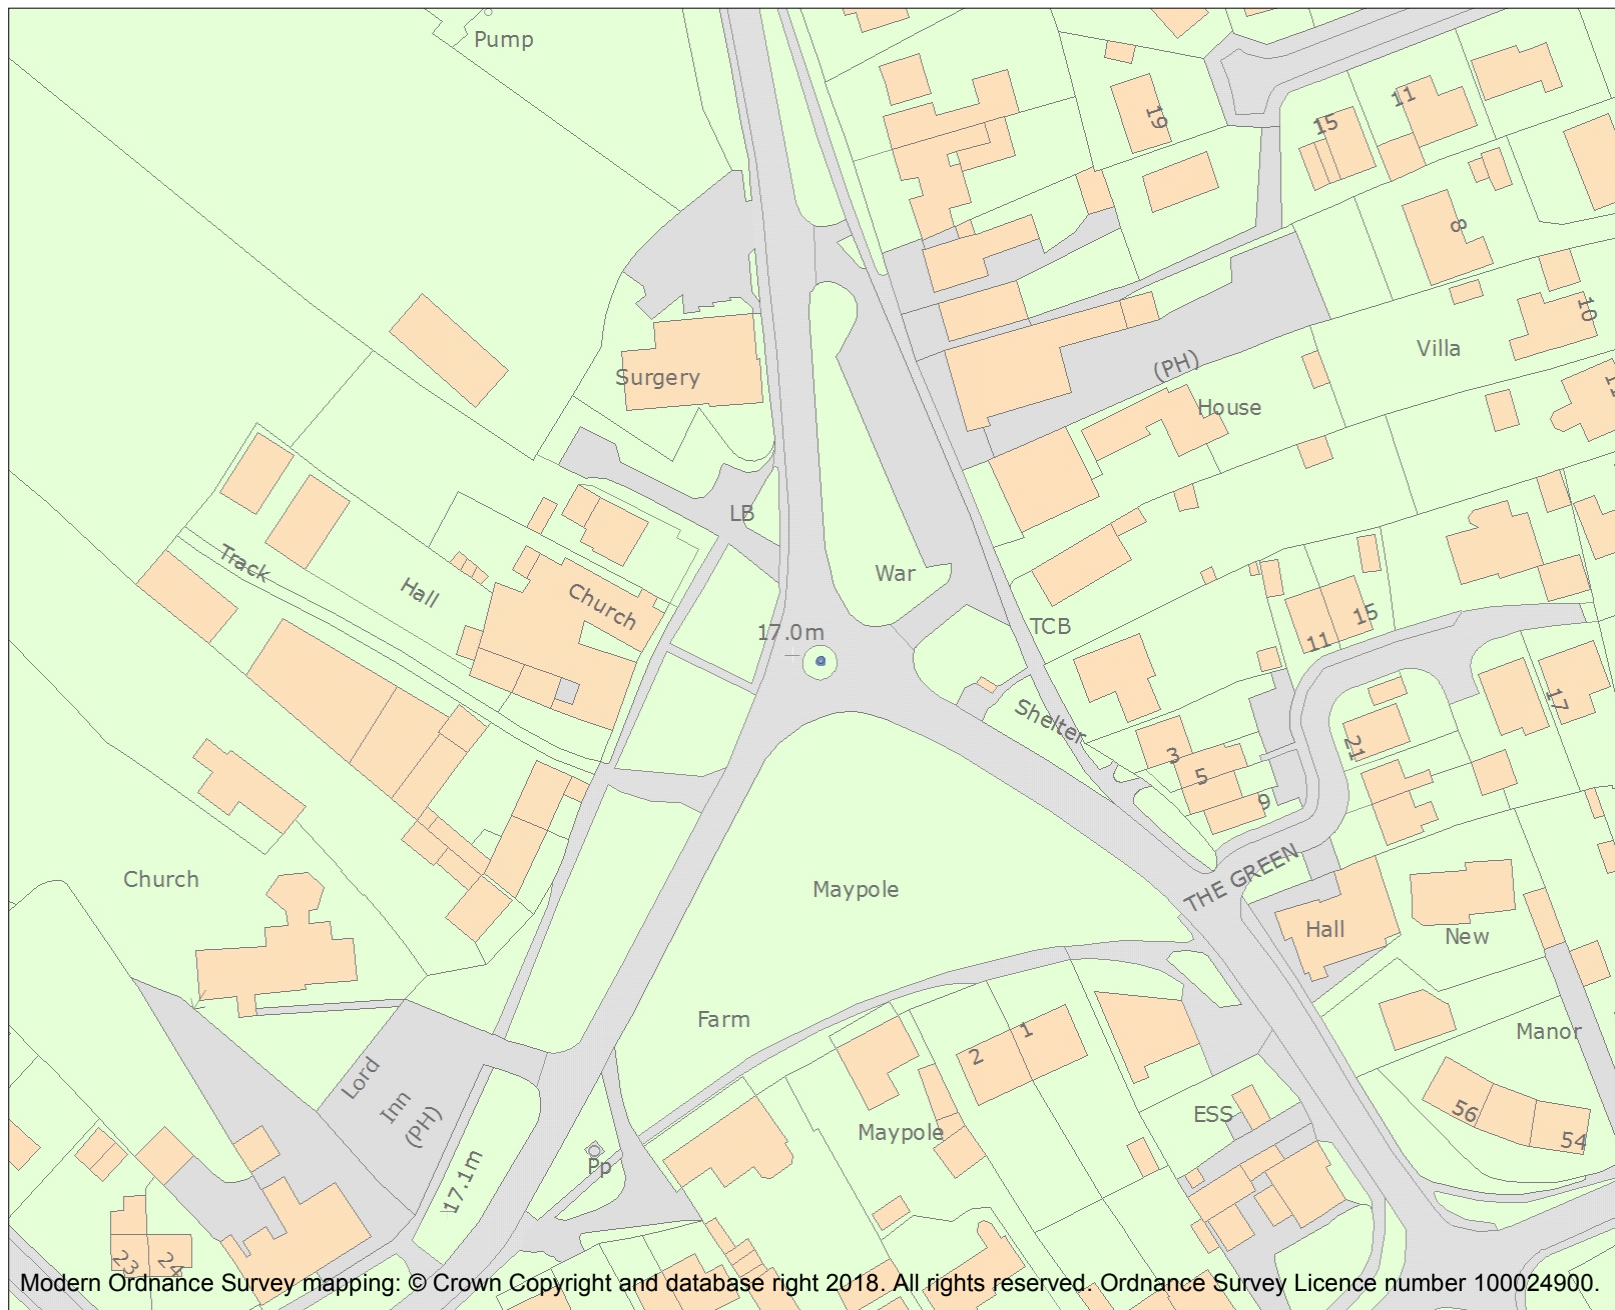 Pump
19
15
11
8
10
Villa
(PH)
House
Surgery
LB
War
Track
Hall
Church
17.0m
TCB
11
15
Shelter
17
21
3
5
9
THE GREEN
Church
Maypole
Hall
New
Farm
Manor
Lord
Inn
(PH)
2
1
Maypole
ESS
56
54
Pp
17.1m
23
24
Modern Ordnance Survey mapping: © Crown Copyright and database right 2018. All rights reserved. Ordnance Survey Licence number 100024900.